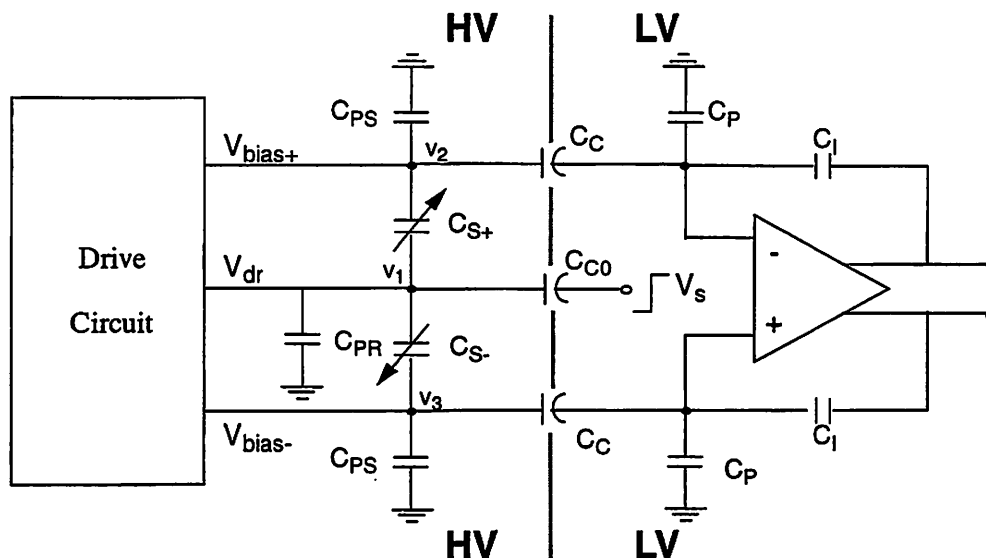 HV
LV
C_PS
C_P
C_C
C_I
V_bias+
v_2
C_S+
Drive
Circuit
V_dr
v_1
C_C0
V_s
-
+
C_PR
C_S-
v_3
V_bias-
C_PS
C_C
C_P
C_I
HV
LV